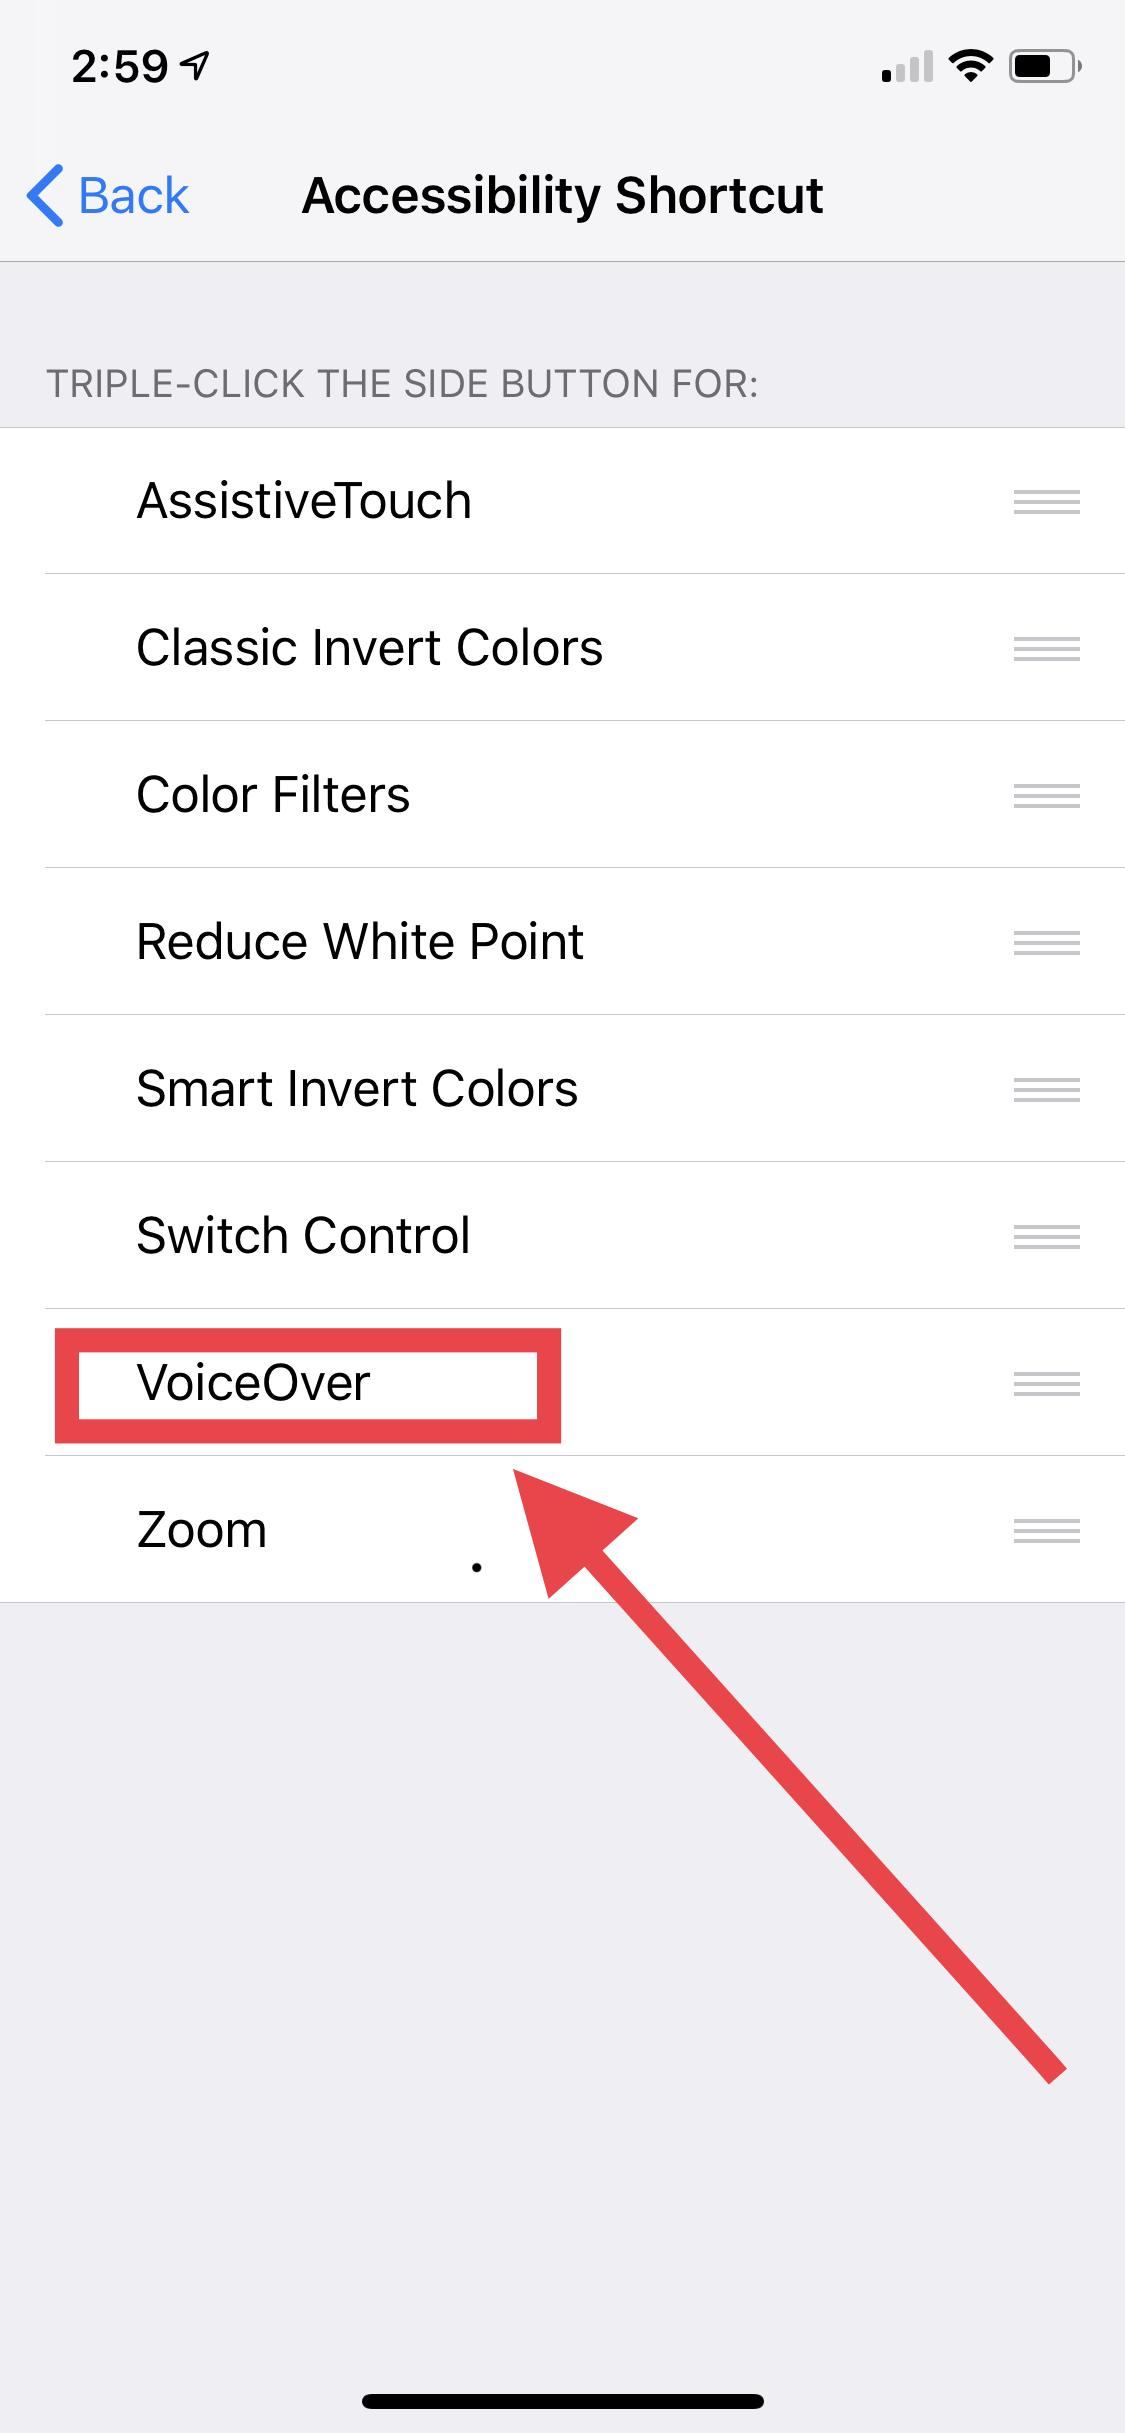 2:59
Back
Accessibility Shortcut
TRIPLE-CLICK THE SIDE BUTTON FOR:
AssistiveTouch
Classic Invert Colors
Color Filters
Reduce White Point
Smart Invert Colors
Switch Control
VoiceOver
Zoom